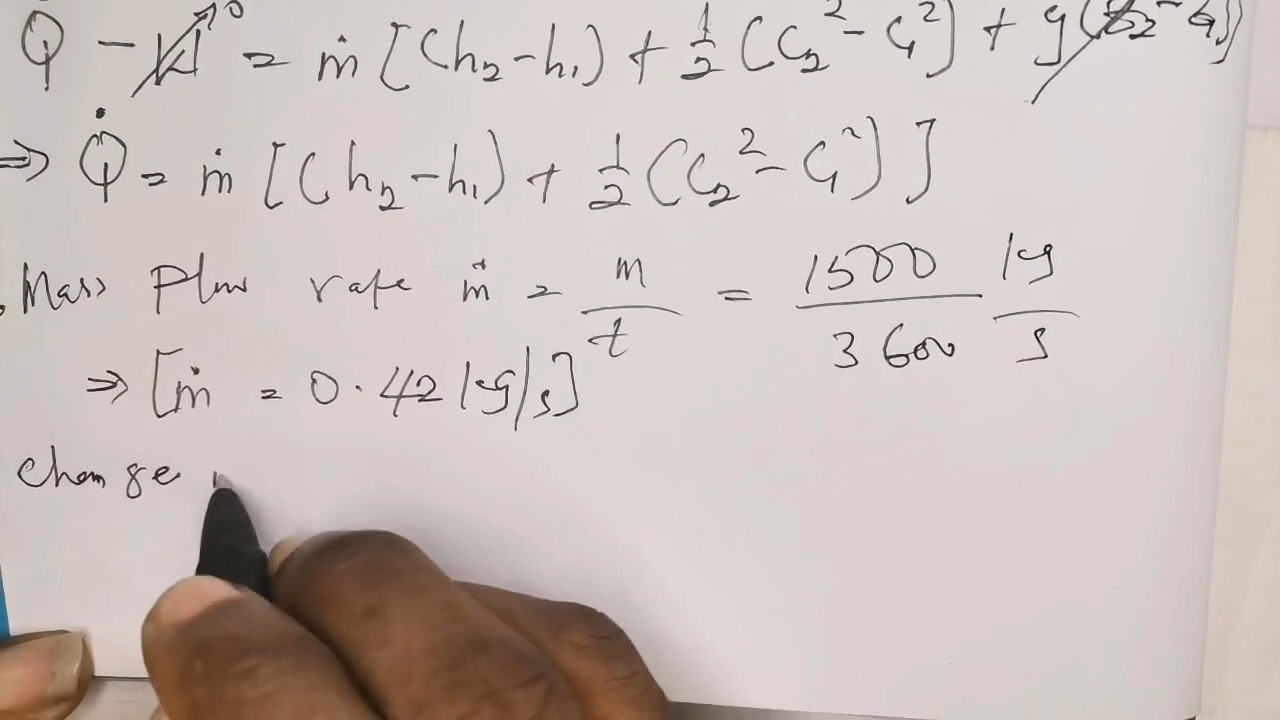 Q̇ - Ẇ⁰ = ṁ [(h₂-h₁) + ½ (C₂² - C₁²) + g(Z₂ - Z₁)
⇒ Q̇ = ṁ [(h₂-h₁) + ½ (C₂² - C₁²) ]
Mass flow rate ṁ = m/t = 1500/3600 kg/s
⇒ [ṁ = 0.42 kg/s]
Change